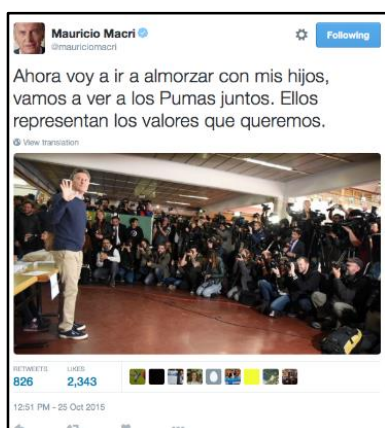 Mauricio Macri
@mauriciomacri
Following
Ahora voy a ir a almorzar con mis hijos,
vamos a ver a los Pumas juntos. Ellos
representan los valores que queremos.
View translation
RETWEETS LIKES
826 2,343
12:51 PM - 25 Oct 2015